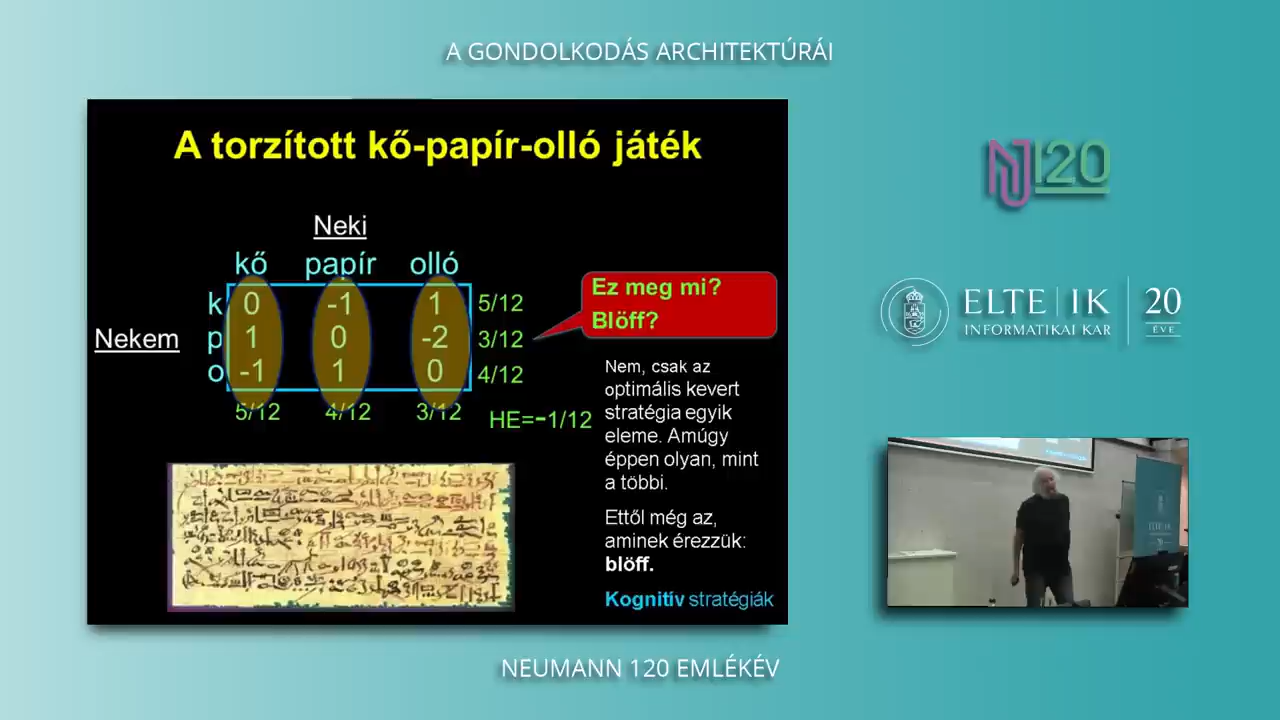 A GONDOLKODÁS ARCHITEKTÚRÁI
A torzított kő-papír-olló játék
Neki
kő papír olló
k 0 -1 1 5/12
Nekem p 1 0 -2 3/12
o -1 1 0 4/12
5/12 4/12 3/12 HE=-1/12
Ez meg mi?
Blöff?
Nem, csak az
optimális kevert
stratégia egyik
eleme. Amúgy
éppen olyan, mint
a többi.
Ettől még az,
aminek érezzük:
blöff.
Kognitív stratégiák
NJ120
ELTE | IK
INFORMATIKAI KAR
20
ÉVE
NEUMANN 120 EMLÉKÉV